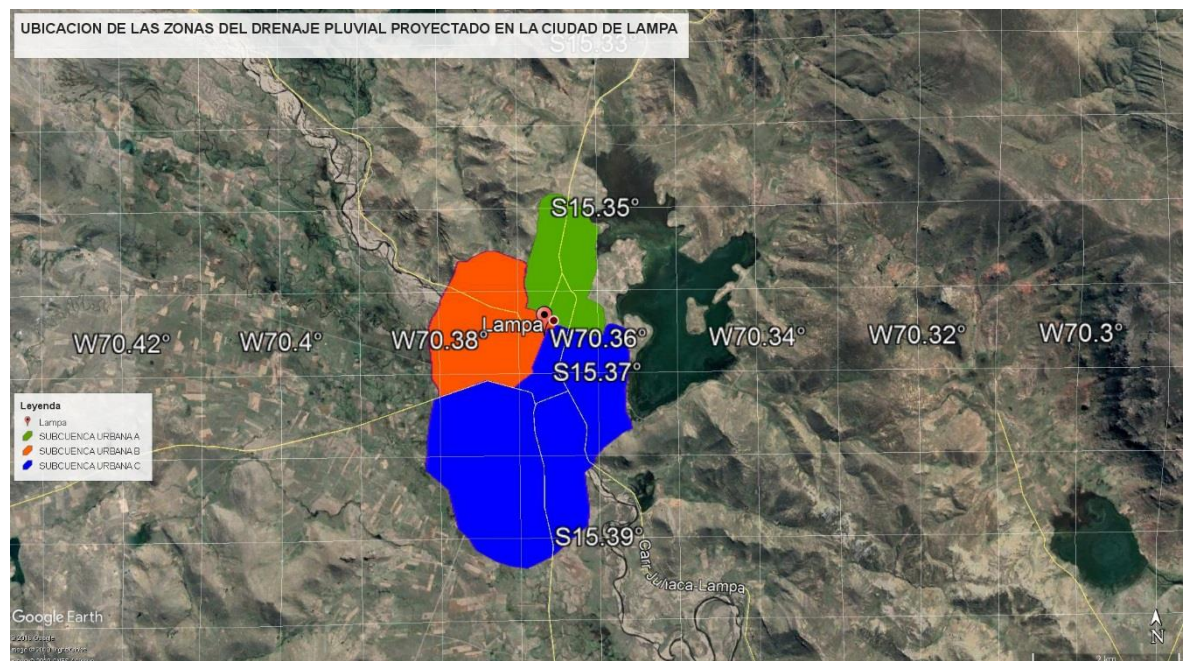 UBICACION DE LAS ZONAS DEL DRENAJE PLUVIAL PROYECTADO EN LA CIUDAD DE LAMPA
S15.33
S15.35°
Lampa
W70.42°
W70.4°
W70.38°
W70.36°
W70.34°
W70.32°
W70.3°
S15.37°
Leyenda
Lampa
SUBCUENCA URBANA A
SUBCUENCA URBANA B
SUBCUENCA URBANA C
S15.39°
Carr Juliaca-Lampa
Google Earth
N
2 km